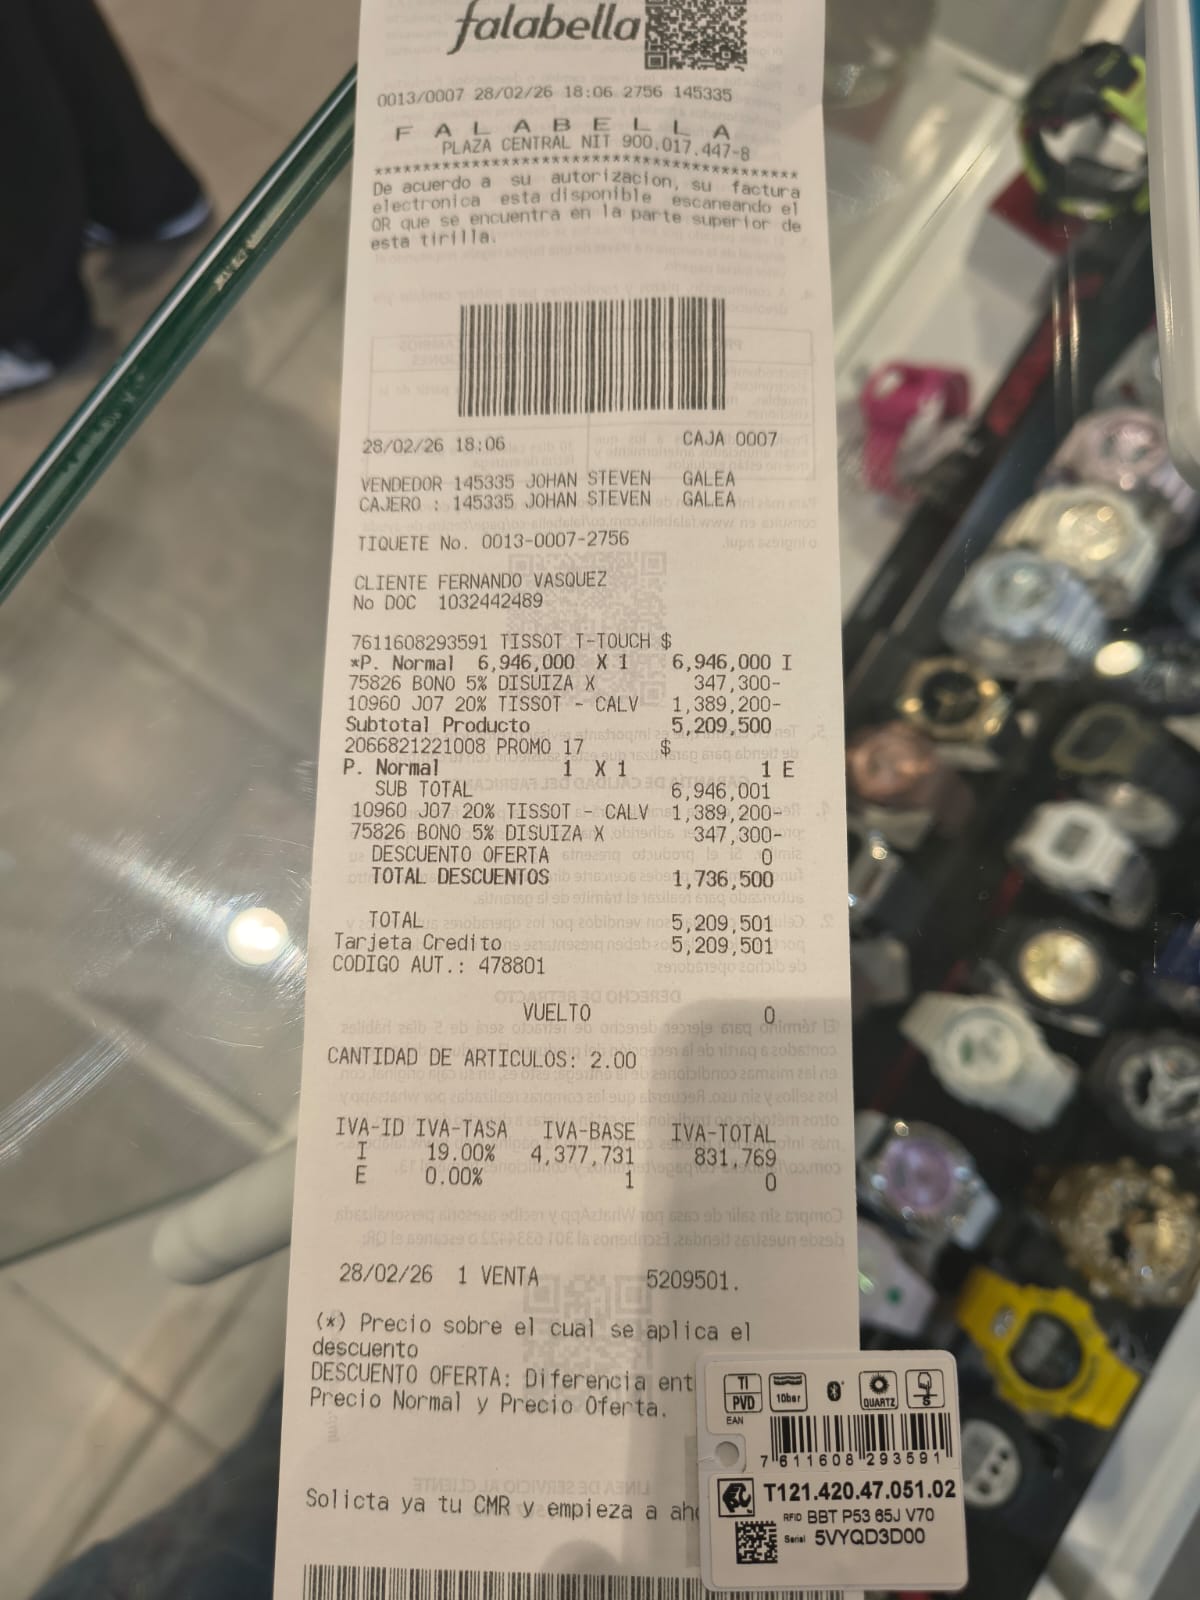 falabella
0013/0007 28/02/26 18:06 2756 145335
F A L A B E L L A
PLAZA CENTRAL NIT 900.017.447-8
****************************************
De acuerdo a su autorizacion, su factura
electronica esta disponible escaneando el
QR que se encuentra en la parte superior de
esta tirilla.
28/02/26 18:06 CAJA 0007
VENDEDOR 145335 JOHAN STEVEN GALEA
CAJERO : 145335 JOHAN STEVEN GALEA
TIQUETE No. 0013-0007-2756
CLIENTE FERNANDO VASQUEZ
No DOC 1032442489
7611608293591 TISSOT T-TOUCH $
*P. Normal 6,946,000 X 1 6,946,000 I
75826 BONO 5% DISUIZA X 347,300-
10960 J07 20% TISSOT - CALV 1,389,200-
Subtotal Producto 5,209,500
2066821221008 PROMO 17 $
P. Normal 1 X 1 1 E
SUB TOTAL 6,946,001
10960 J07 20% TISSOT - CALV 1,389,200-
75826 BONO 5% DISUIZA X 347,300-
DESCUENTO OFERTA 0
TOTAL DESCUENTOS 1,736,500
TOTAL 5,209,501
Tarjeta Credito 5,209,501
CODIGO AUT.: 478801
VUELTO 0
CANTIDAD DE ARTICULOS: 2.00
IVA-ID IVA-TASA IVA-BASE IVA-TOTAL
I 19.00% 4,377,731 831,769
E 0.00% 1 0
28/02/26 1 VENTA 5209501.
(*) Precio sobre el cual se aplica el
descuento
DESCUENTO OFERTA: Diferencia ent
Precio Normal y Precio Oferta.
Solicta ya tu CMR y empieza a
TI PVD 10bar QUARTZ S
EAN
7 611608 293591
T121.420.47.051.02
RFID BBT P53 65J V70
Serial 5VYQD3D00